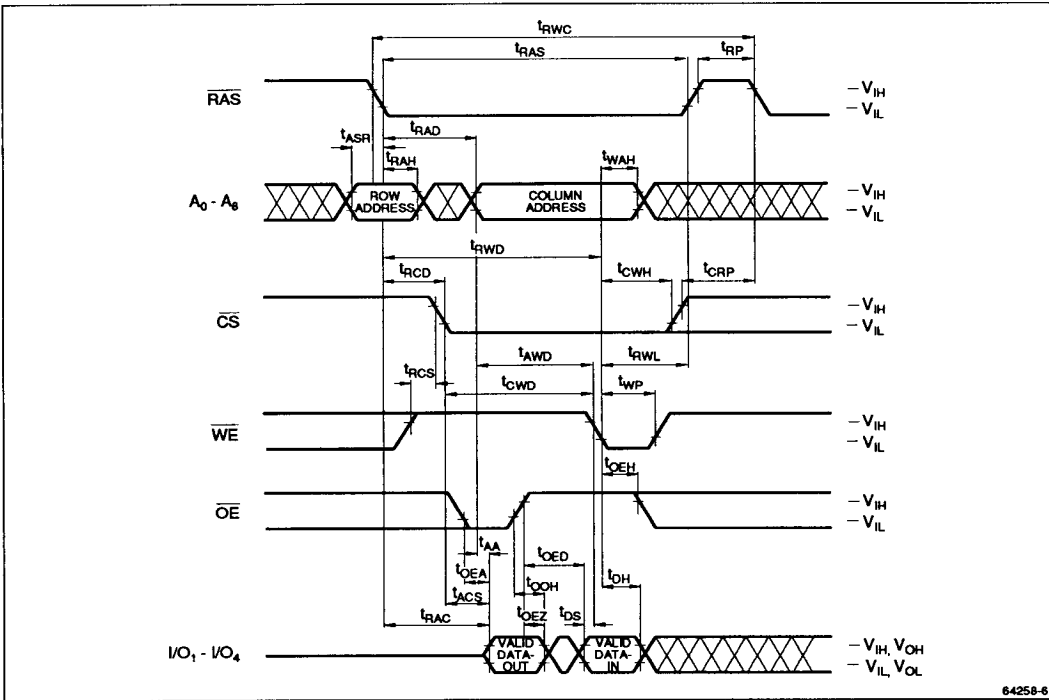 tRWC
tRAS
tRP
RAS
– VIH
– VIL
tASR
tRAD
tRAH
tWAH
A0 - A8
ROW
ADDRESS
COLUMN
ADDRESS
– VIH
– VIL
tRWD
tRCD
tCWH
tCRP
CS
– VIH
– VIL
tAWD
tRWL
tRCS
tCWD
tWP
WE
– VIH
– VIL
tOEH
OE
– VIH
– VIL
tAA
tOED
tOEA
tOOH
tDH
tACS
tOEZ
tDS
tRAC
I/O1 - I/O4
VALID
DATA-
OUT
VALID
DATA-
IN
– VIH, VOH
– VIL, VOL
64258-6